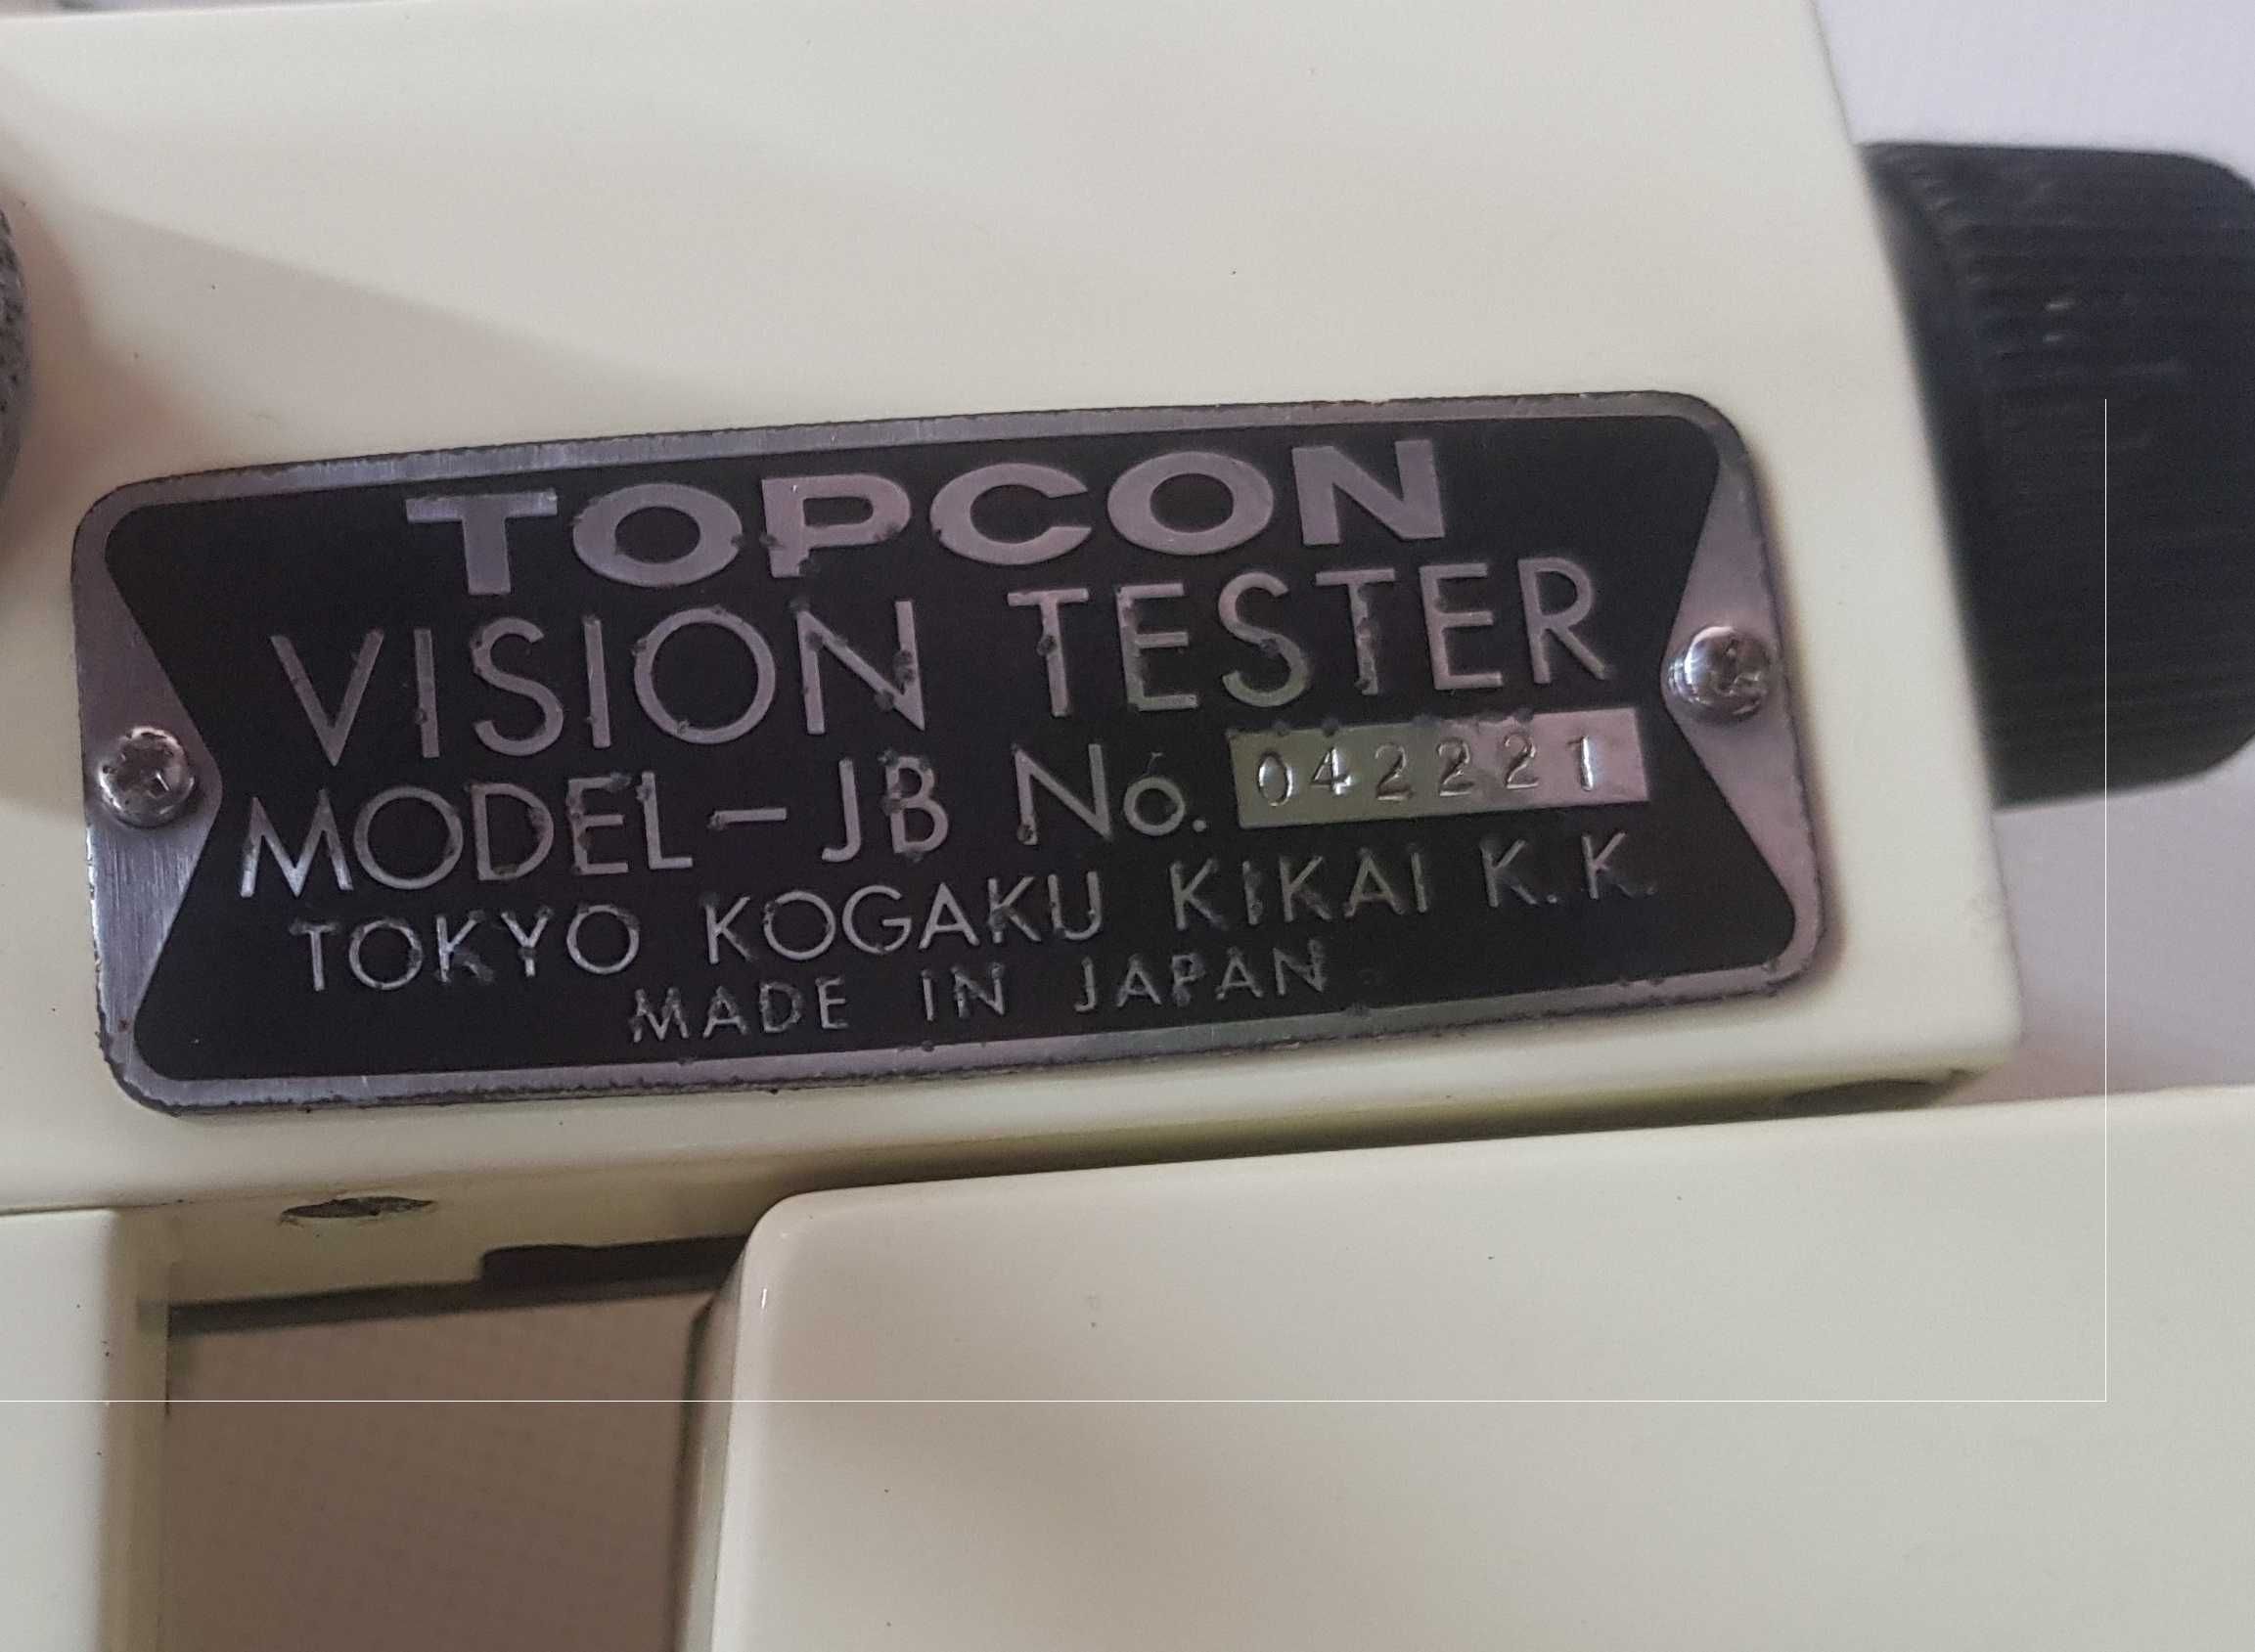 TOPCON
VISION TESTER
MODEL-JB No. 042221
TOKYO KOGAKU KIKAI K.K.
MADE IN JAPAN